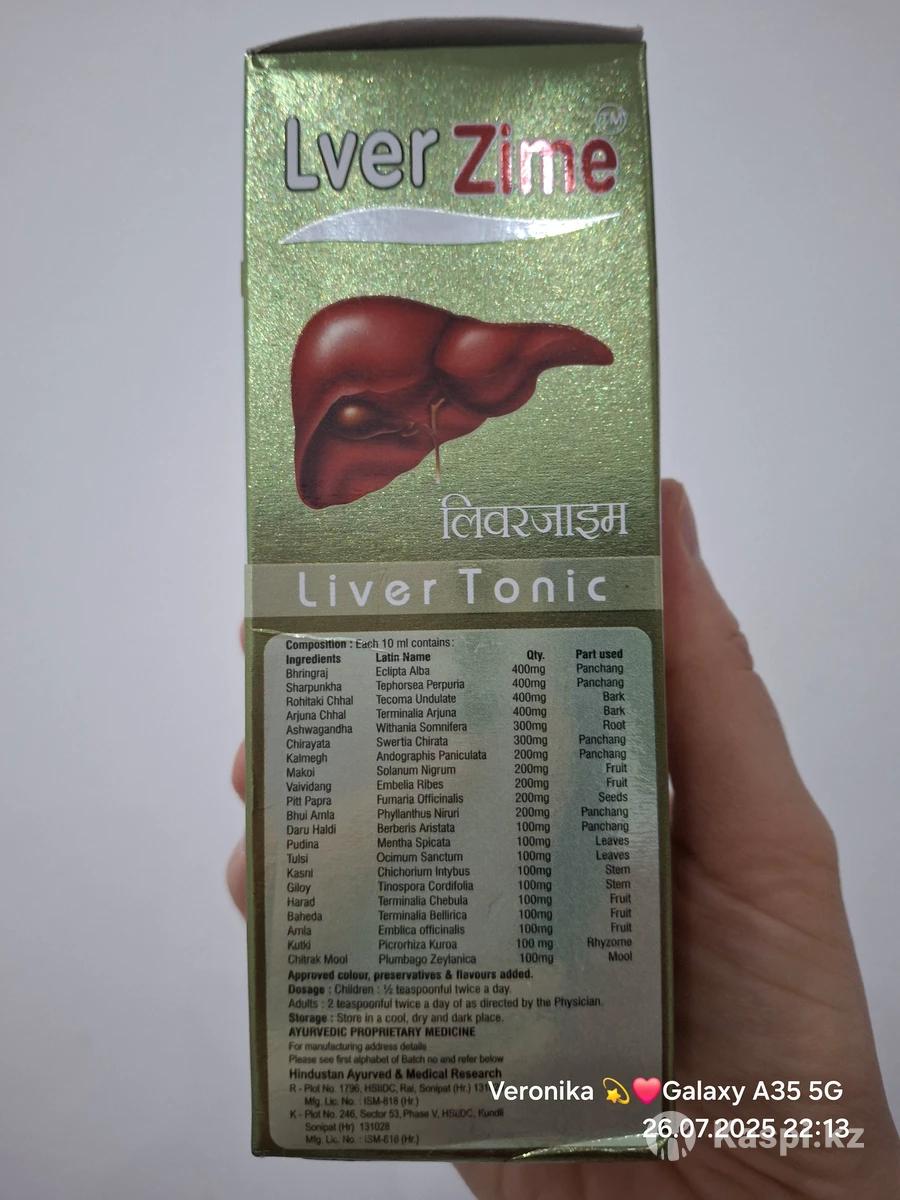 Lver Zime TM
लिवरजाइम
Liver Tonic
Composition : Each 10 ml contains:
Ingredients Latin Name Qty. Part used
Bhringraj Eclipta Alba 400mg Panchang
Sharpunkha Tephorsea Perpuria 400mg Panchang
Rohitaki Chhal Tecoma Undulate 400mg Bark
Arjuna Chhal Terminalia Arjuna 400mg Bark
Ashwagandha Withania Somnifera 300mg Root
Chirayata Swertia Chirata 300mg Panchang
Kalmegh Andographis Paniculata 200mg Panchang
Makoi Solanum Nigrum 200mg Fruit
Vaividang Embelia Ribes 200mg Fruit
Pitt Papra Fumaria Officinalis 200mg Seeds
Bhui Amla Phyllanthus Niruri 200mg Panchang
Daru Haldi Berberis Aristata 100mg Panchang
Pudina Mentha Spicata 100mg Leaves
Tulsi Ocimum Sanctum 100mg Leaves
Kasni Chichorium Intybus 100mg Stem
Giloy Tinospora Cordifolia 100mg Stem
Harad Terminalia Chebula 100mg Fruit
Baheda Terminalia Bellirica 100mg Fruit
Amla Emblica officinalis 100mg Fruit
Kutki Picrorhiza Kuroa 100 mg Rhyzome
Chitrak Mool Plumbago Zeylanica 100mg Mool
Approved colour, preservatives & flavours added.
Dosage : Children : ½ teaspoonful twice a day.
Adults : 2 teaspoonful twice a day of as directed by the Physician.
Storage : Store in a cool, dry and dark place.
AYURVEDIC PROPRIETARY MEDICINE
For manufacturing address details
Please see first alphabet of Batch no and refer below
Hindustan Ayurved & Medical Research
R - Plot No. 1796, HSIIDC, Rai, Sonipat (Hr.)
Mfg. Lic. No. : ISM-818 (Hr.)
K - Plot No. 246, Sector 53, Phase V, HSIIDC, Kundli
Sonipat (Hr) 131028
Mfg. Lic. No. : ISM-818 (Hr.)
Veronika 💫❤️Galaxy A35 5G
26.07.2025 22:13
Kaspi.kz